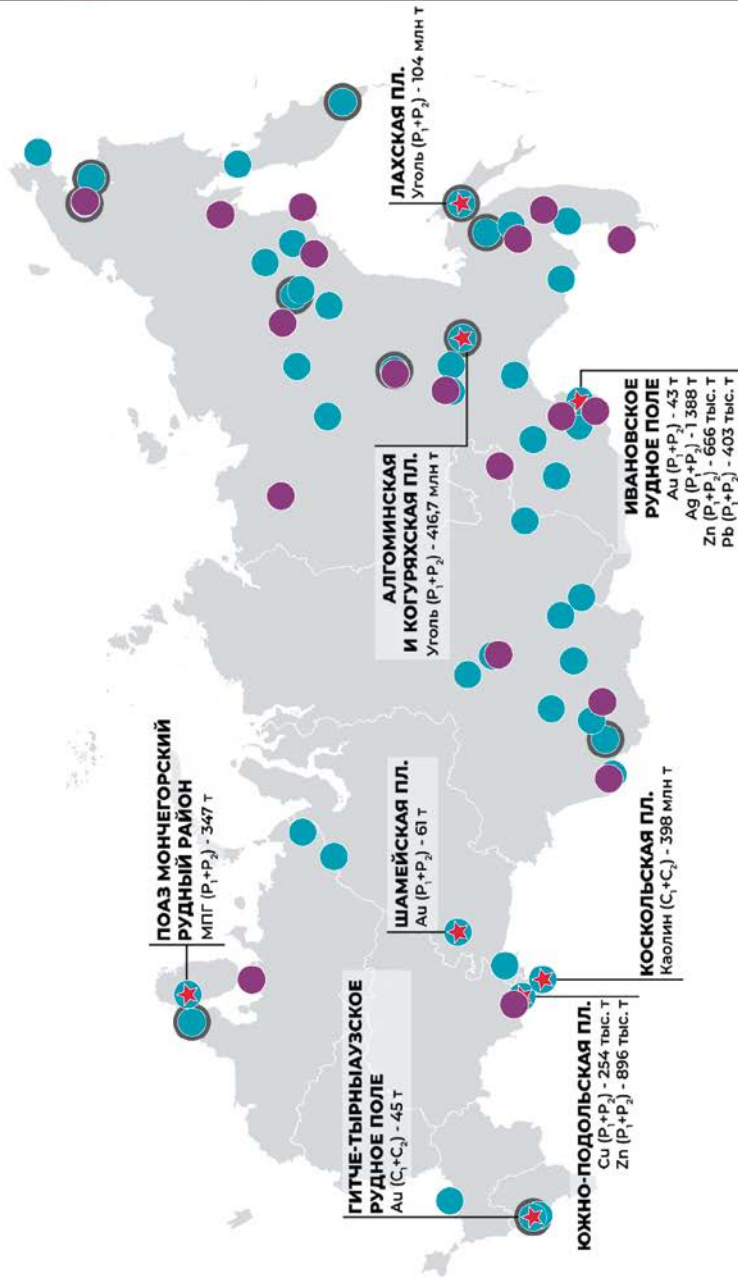 ПОАЗ МОНЧЕГОРСКИЙ
РУДНЫЙ РАЙОН
МПГ (P₁+P₂) - 347 т
ГИТЧЕ-ТЫРНЫАУЗСКОЕ
РУДНОЕ ПОЛЕ
Au (C₁+C₂) - 45 т
ШАМЕЙСКАЯ ПЛ.
Au (P₁+P₂) - 61 т
АЛГОМИНСКАЯ
И КОГУРЯХСКАЯ ПЛ.
Уголь (P₁+P₂) - 416,7 млн т
ЛАХСКАЯ ПЛ.
Уголь (P₁+P₂) - 104 млн т
ЮЖНО-ПОДОЛЬСКАЯ ПЛ.
Cu (P₁+P₂) - 254 тыс. т
Zn (P₁+P₂) - 896 тыс. т
КОСКОЛЬСКАЯ ПЛ.
Каолин (C₁+C₂) - 398 млн т
ИВАНОВСКОЕ
РУДНОЕ ПОЛЕ
Au (P₁+P₂) - 43 т
Ag (P₁+P₂) - 1 388 т
Zn (P₁+P₂) - 666 тыс. т
Pb (P₁+P₂) - 403 тыс. т